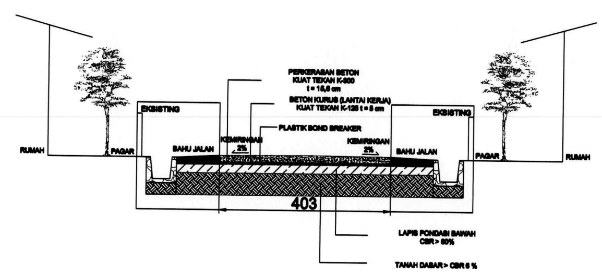 PERKERASAN BETON
KUAT TEKAN K-300
t = 15,5 cm
BETON KURUS (LANTAI KERJA)
KUAT TEKAN K-125 t = 5 cm
PLASTIK BOND BREAKER
EKSISTING
EKSISTING
KEMIRINGAN
2%
KEMIRINGAN
2%
RUMAH
PAGAR
BAHU JALAN
BAHU JALAN
PAGAR
RUMAH
403
LAPIS PONDASI BAWAH
CBR > 60%
TANAH DASAR > CBR 6 %